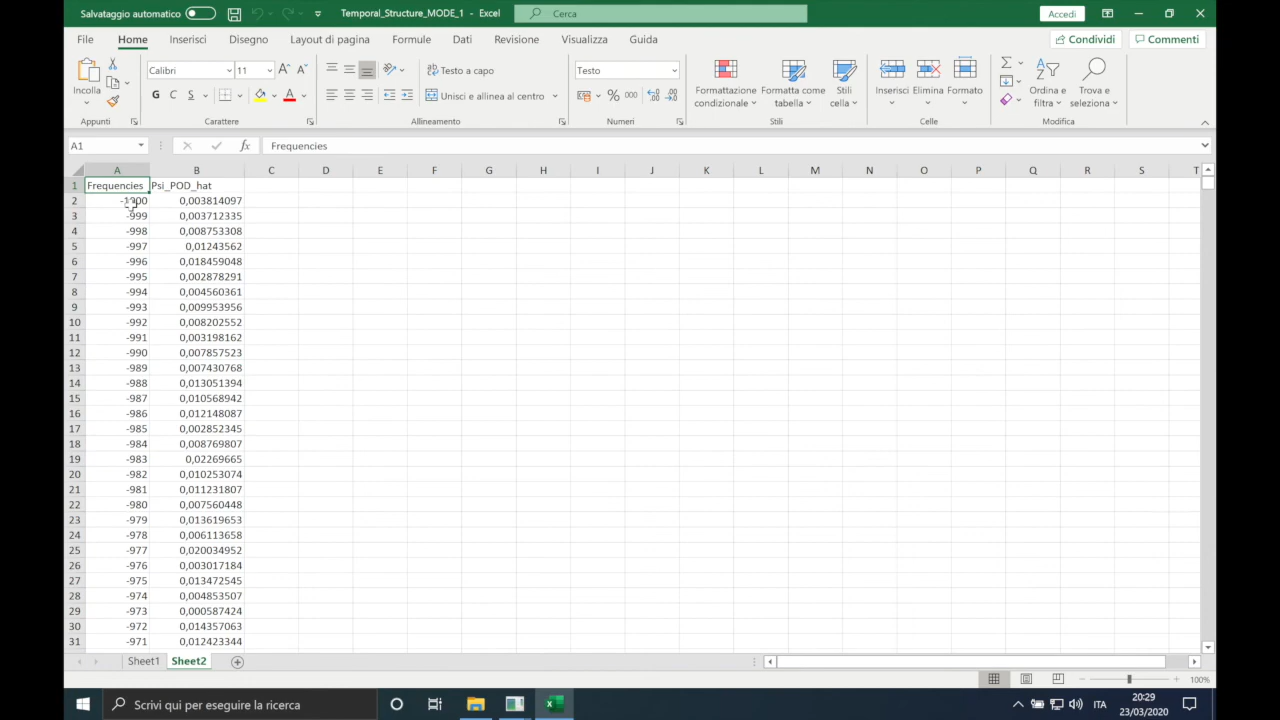 Salvataggio automatico Temporal_Structure_MODE_1 - Excel Cerca Accedi
File Home Inserisci Disegno Layout di pagina Formule Dati Revisione Visualizza Guida Condividi Commenti
Incolla Calibri 11 Testo a capo Testo Formattazione condizionale Formatta come tabella Stili cella Inserisci Elimina Formato Ordina e filtra Trova e seleziona
G C S Unisci e allinea al centro % 000
Appunti Carattere Allineamento Numeri Stili Celle Modifica
A1 fx Frequencies
A B C D E F G H I J K L M N O P Q R S T
1 Frequencies Psi_POD_hat
2 -1000 0,003814097
3 -999 0,003712335
4 -998 0,008753308
5 -997 0,01243562
6 -996 0,018459048
7 -995 0,002878291
8 -994 0,004560361
9 -993 0,009953956
10 -992 0,008202552
11 -991 0,003198162
12 -990 0,007857523
13 -989 0,007430768
14 -988 0,013051394
15 -987 0,010568942
16 -986 0,012148087
17 -985 0,002852345
18 -984 0,008769807
19 -983 0,02269665
20 -982 0,010253074
21 -981 0,011231807
22 -980 0,007560448
23 -979 0,013619653
24 -978 0,006113658
25 -977 0,020034952
26 -976 0,003017184
27 -975 0,013472545
28 -974 0,004853507
29 -973 0,000587424
30 -972 0,014357063
31 -971 0,012423344
Sheet1 Sheet2
100%
Scrivi qui per eseguire la ricerca ITA 20:29
23/03/2020